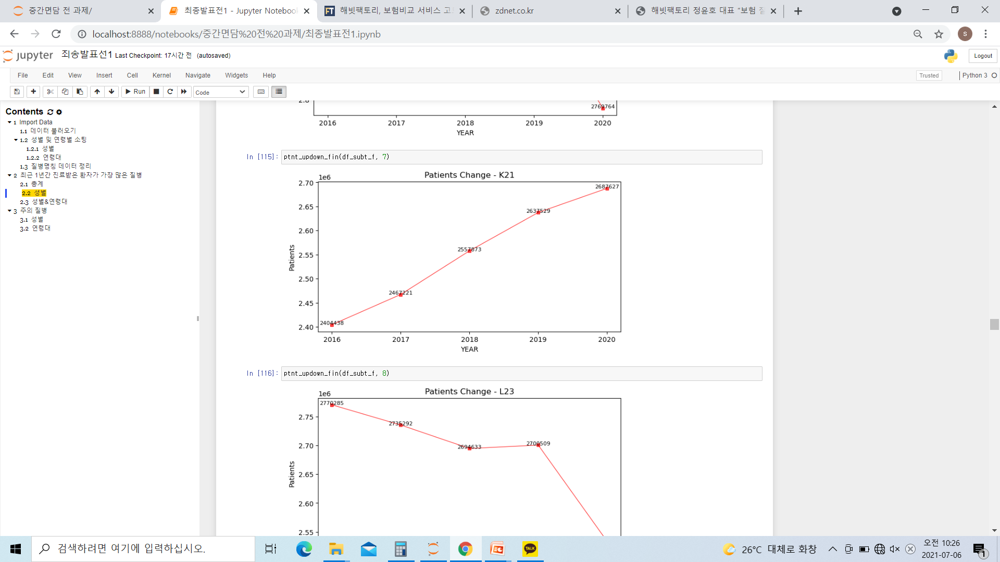 중간면담 전 과제/
최종발표전1 - Jupyter Notebook
해빗팩토리, 보험비교 서비스 고
zdnet.co.kr
해빗팩토리 정윤호 대표 “보험 잘
localhost:8888/notebooks/중간면담%20전%20과제/최종발표전1.ipynb
S
jupyter 최종발표전1 Last Checkpoint: 17시간 전 (autosaved)
Logout
File Edit View Insert Cell Kernel Navigate Widgets Help
Trusted
Python 3
Run
Code
Contents
1 Import Data
1.1 데이터 불러오기
1.2 성별 및 연령별 소팅
1.2.1 성별
1.2.2 연령대
1.3 질병명칭 데이터 정리
2 최근 1년간 진료받은 환자가 가장 많은 질병
2.1 총계
2.2 성별
2.3 성별&연령대
3 주의 질병
3.1 성별
3.2 연령대
2.8
2769764
2016 2017 2018 2019 2020
YEAR
In [115]: ptnt_updown_fin(df_subt_f, 7)
Patients Change - K21
1e6
2.70
2.65
2.60
2.55
2.50
2.45
2.40
Patients
2404438
2467221
2557873
2637529
2687627
2016 2017 2018 2019 2020
YEAR
In [116]: ptnt_updown_fin(df_subt_f, 8)
Patients Change - L23
1e6
2.75
2.70
2.65
2.60
2.55
Patients
2770285
2735292
2694633
2700509
검색하려면 여기에 입력하십시오.
TALK
26°C 대체로 화창
오전 10:26
2021-07-06
1